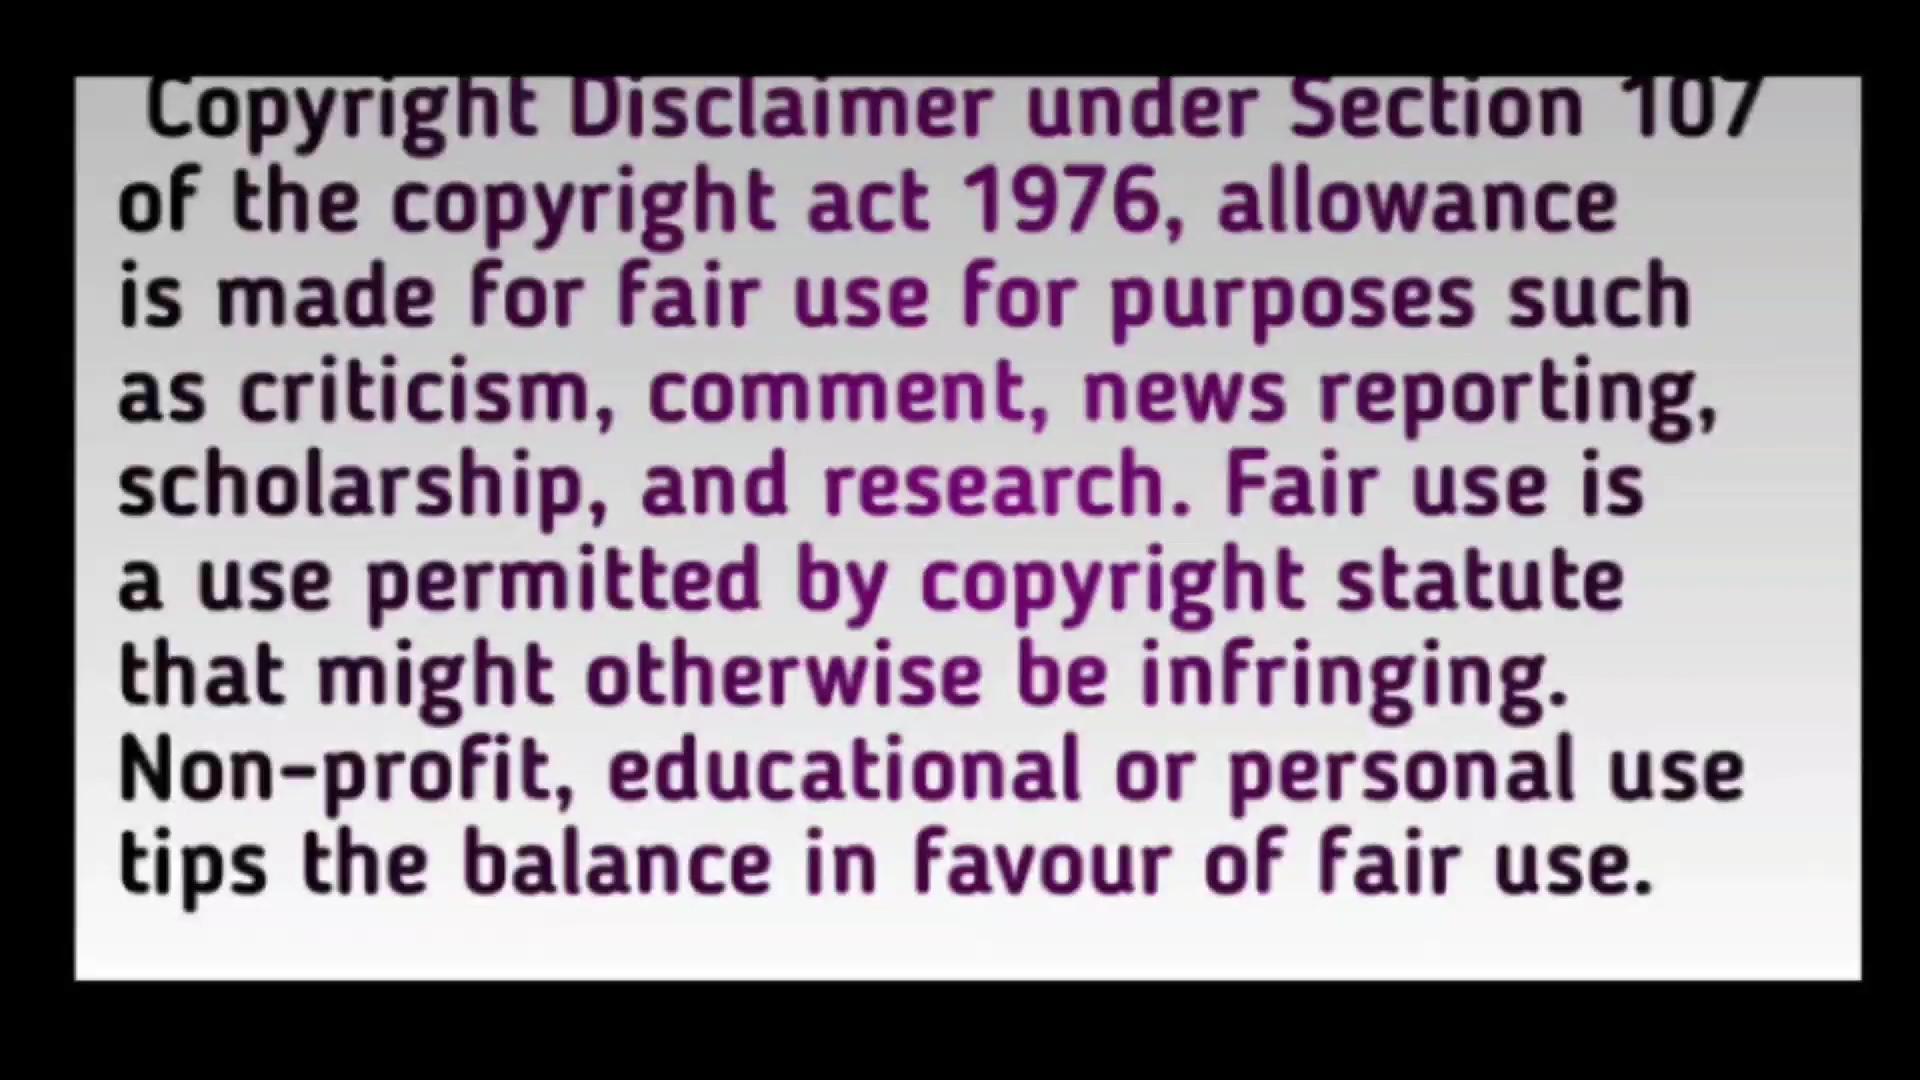 Copyright Disclaimer under Section 107
of the copyright act 1976, allowance
is made for fair use for purposes such
as criticism, comment, news reporting,
scholarship, and research. Fair use is
a use permitted by copyright statute
that might otherwise be infringing.
Non-profit, educational or personal use
tips the balance in favour of fair use.